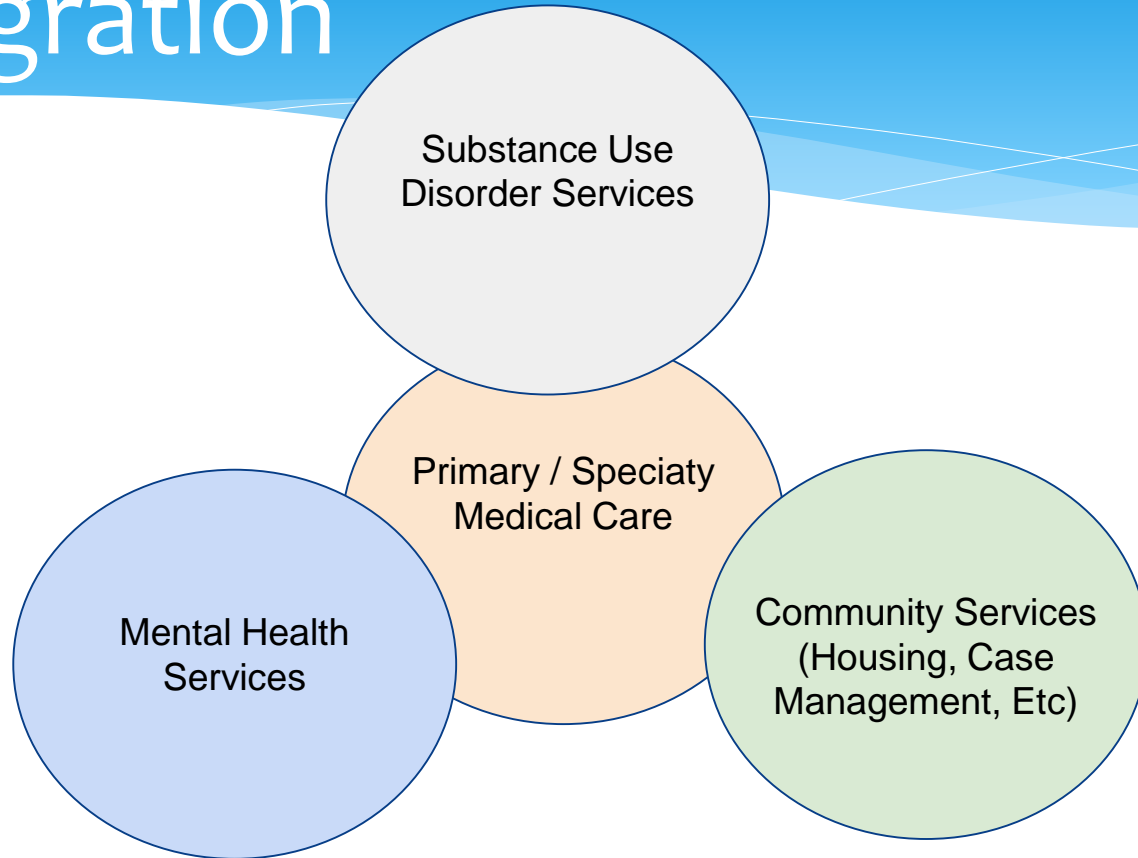 gration
Substance Use
Disorder Services
Primary / Speciaty
Medical Care
Mental Health
Services
Community Services
(Housing, Case
Management, Etc)